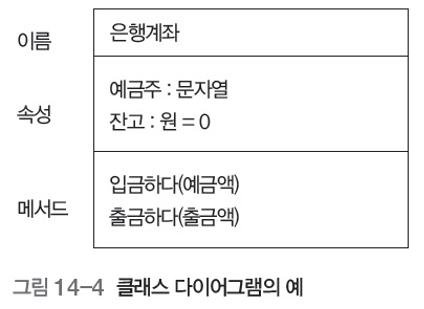 이름
은행계좌
속성
예금주 : 문자열
잔고 : 원 = 0
메서드
입금하다(예금액)
출금하다(출금액)
그림 14-4 클래스 다이어그램의 예